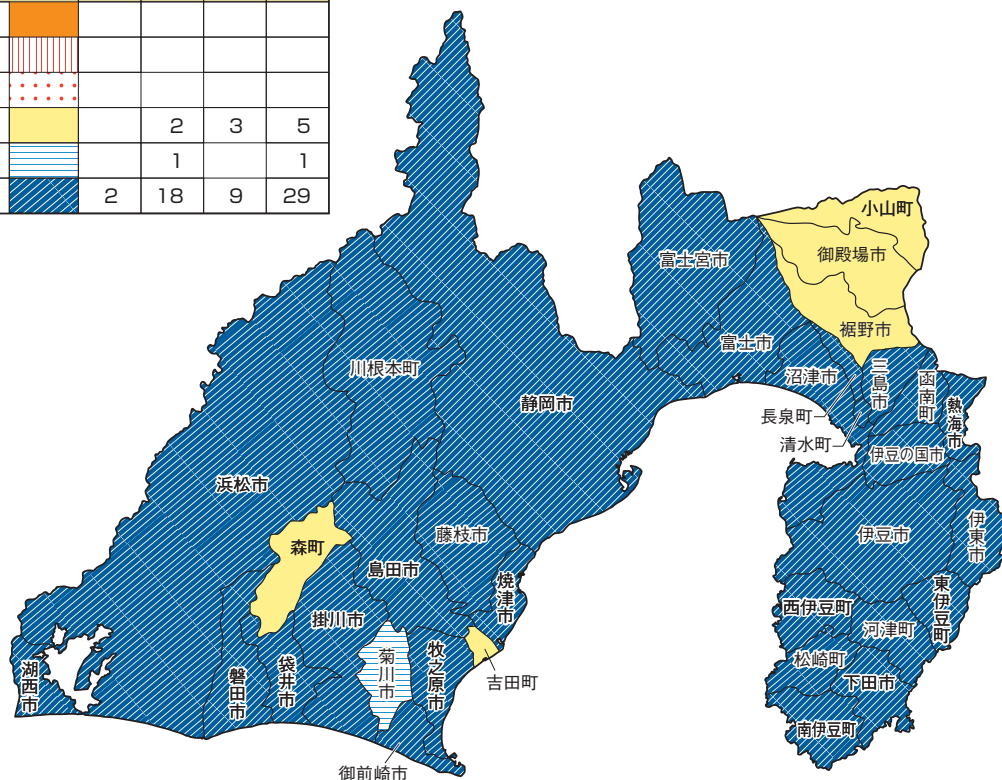 2 3 5
1 1
2 18 9 29
小山町
御殿場市
富士宮市
裾野市
富士市
沼津市
三島市
函南町
熱海市
長泉町
清水町
伊豆の国市
川根本町
静岡市
浜松市
森町
藤枝市
島田市
焼津市
掛川市
菊川市
牧之原市
吉田町
袋井市
磐田市
湖西市
御前崎市
伊豆市
伊東市
東伊豆町
西伊豆町
河津町
松崎町
下田市
南伊豆町